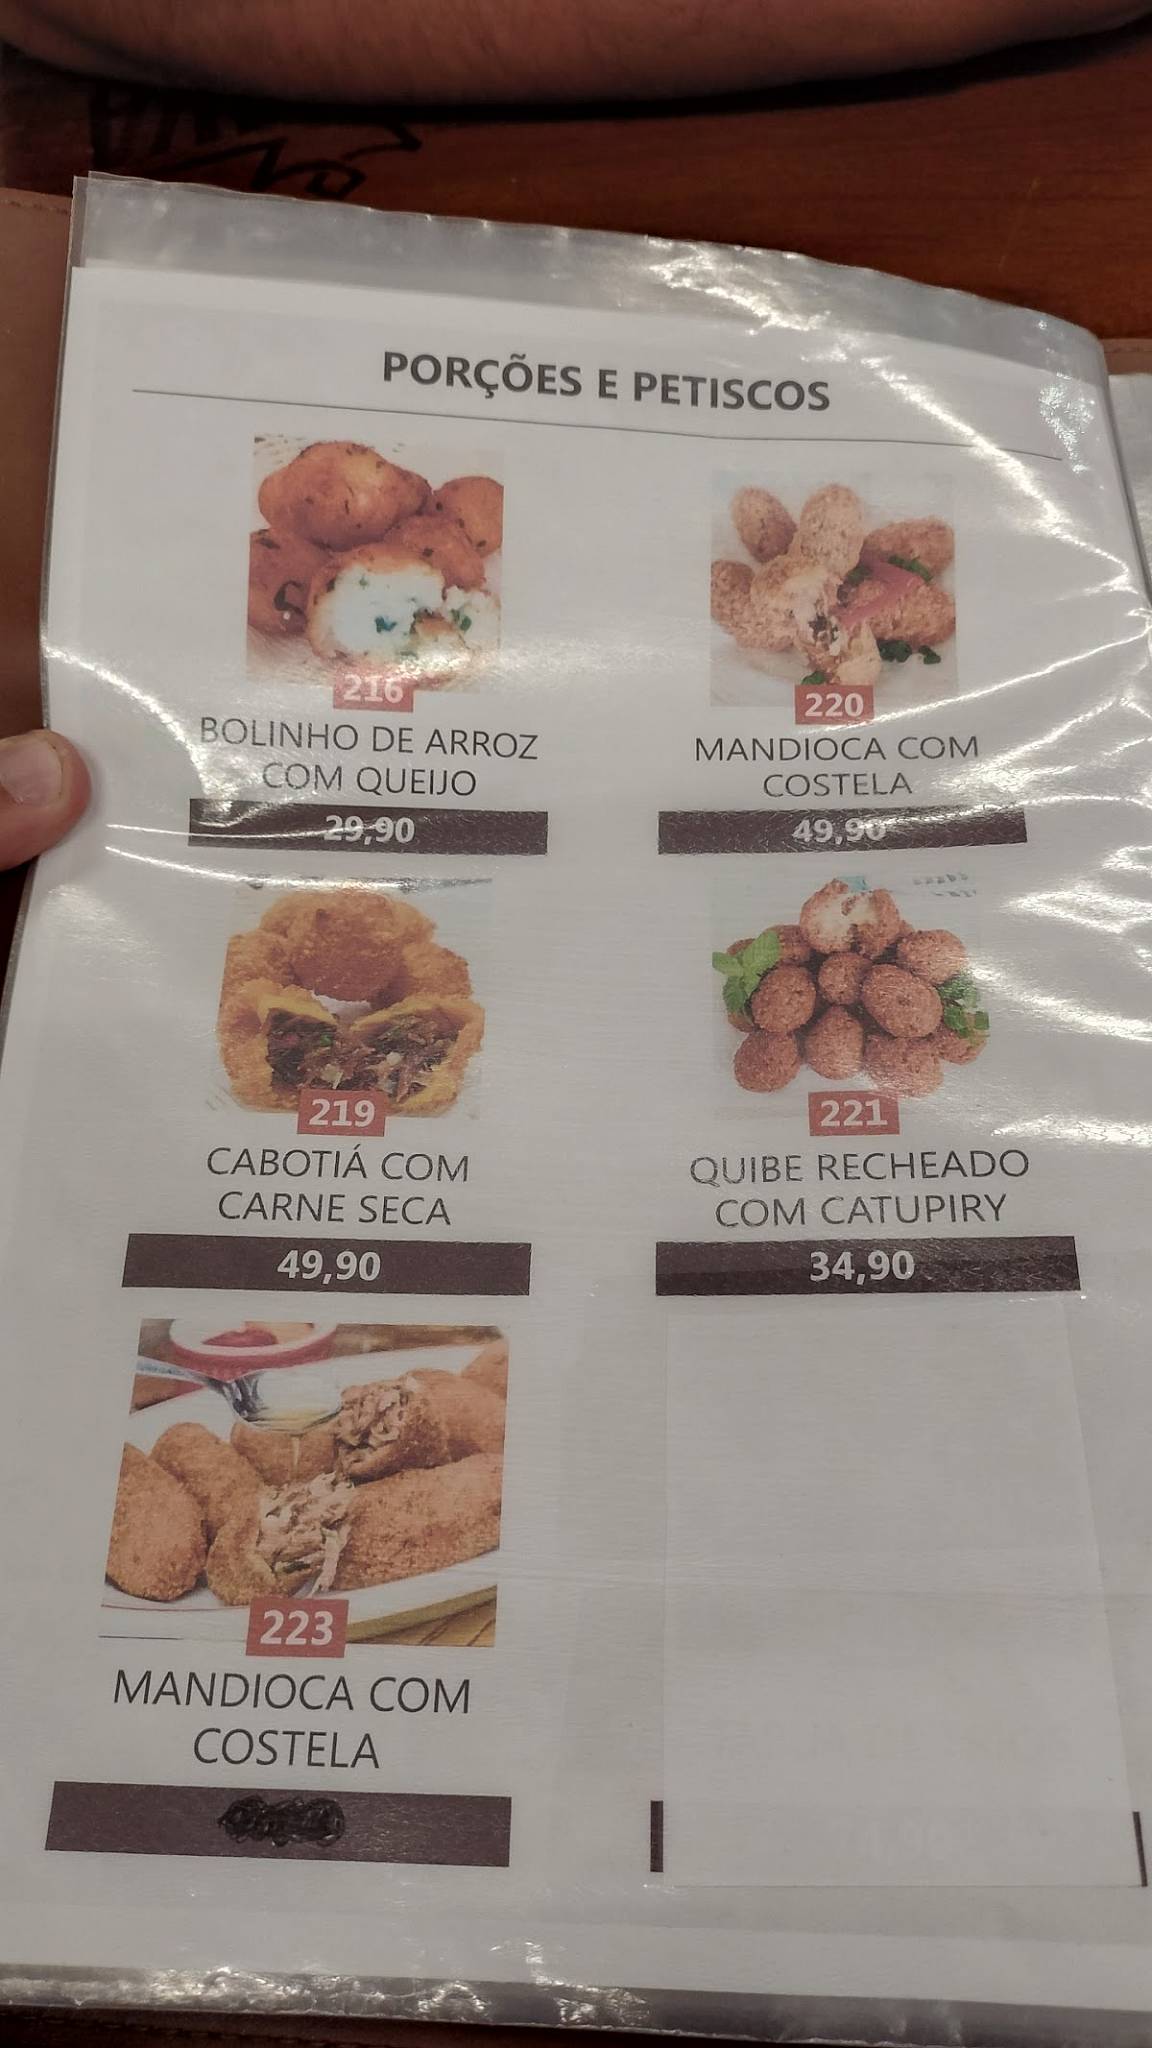 PORÇÕES E PETISCOS
216
BOLINHO DE ARROZ
COM QUEIJO
29,90
220
MANDIOCA COM
COSTELA
49,90
219
CABOTIÁ COM
CARNE SECA
49,90
221
QUIBE RECHEADO
COM CATUPIRY
34,90
223
MANDIOCA COM
COSTELA